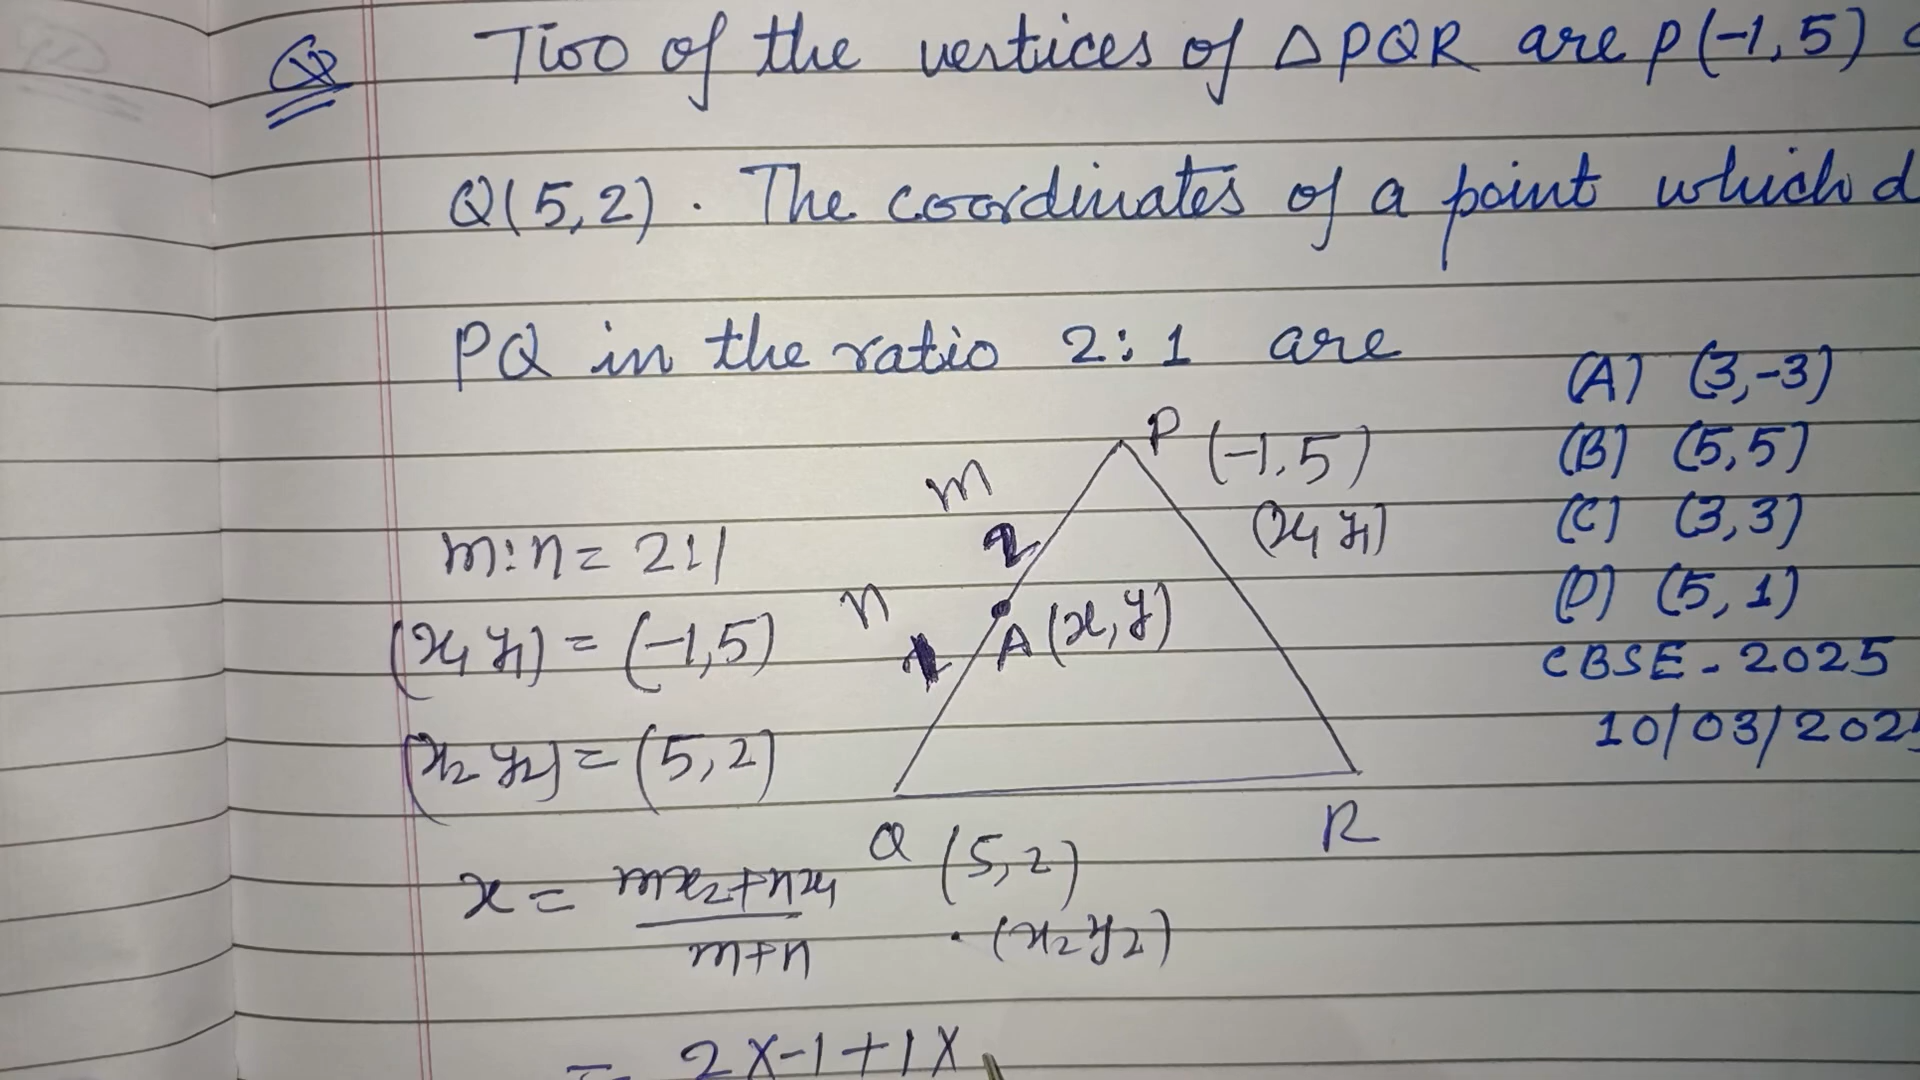 Q Two of the vertices of △PQR are P(-1,5)
Q(5,2). The coordinates of a point which d
PQ in the ratio 2:1 are
(A) (3,-3)
(B) (5,5)
(C) (3,3)
(D) (5,1)
CBSE-2025
10/03/2025
P (-1,5)
(x₁ y₁)
m
2
n
1
A (x,y)
Q (5,2)
(x₂ y₂)
R
m:n = 2:1
(x₁ y₁) = (-1,5)
(x₂ y₂) = (5,2)
x = mx₂+nx₁
m+n
= 2X-1+1X